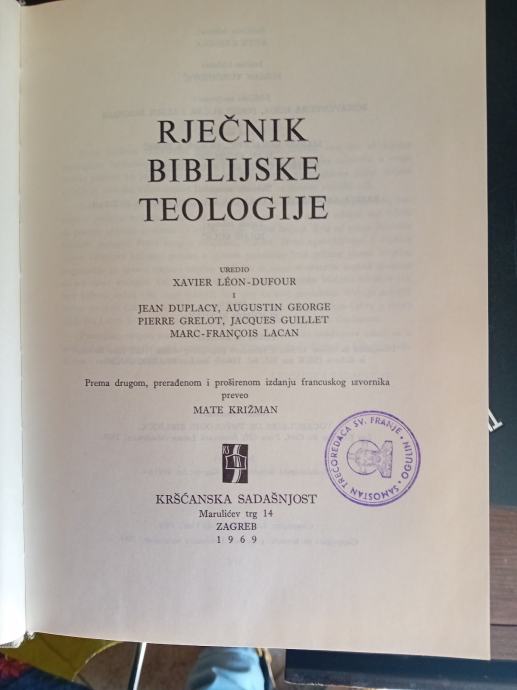 RJEČNIK
BIBLIJSKE
TEOLOGIJE
UREDIO
XAVIER LÉON-DUFOUR
I
JEAN DUPLACY, AUGUSTIN GEORGE
PIERRE GRELOT, JACQUES GUILLET
MARC-FRANÇOIS LACAN
Prema drugom, prerađenom i proširenom izdanju francuskog izvornika
preveo
MATE KRIŽMAN
KS
SAMOSTAN TREĆOREDACA SV. FRANJE • OGULIN •
KRŠĆANSKA SADAŠNJOST
Marulićev trg 14
ZAGREB
1969